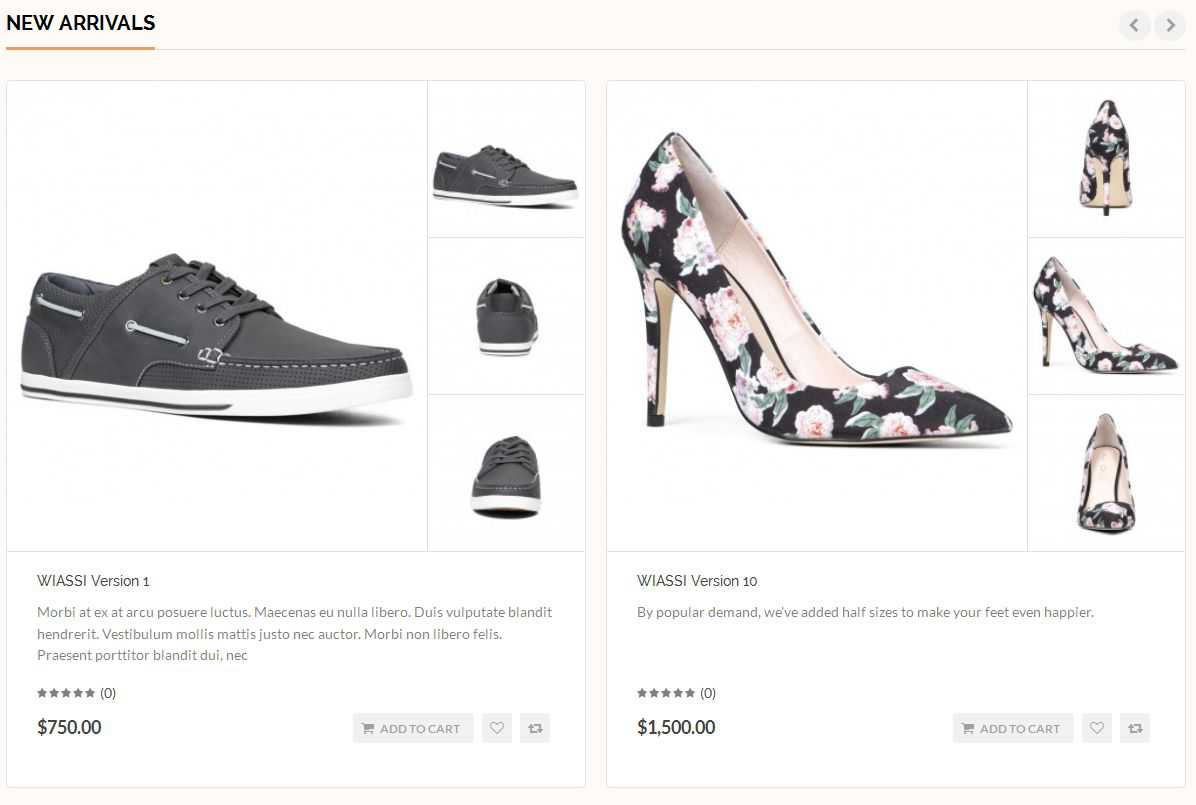 NEW ARRIVALS
WIASSI Version 1
Morbi at ex at arcu posuere luctus. Maecenas eu nulla libero. Duis vulputate blandit
hendrerit. Vestibulum mollis mattis justo nec auctor. Morbi non libero felis.
Praesent porttitor blandit dui, nec
(0)
$750.00
ADD TO CART
WIASSI Version 10
By popular demand, we've added half sizes to make your feet even happier.
(0)
$1,500.00
ADD TO CART